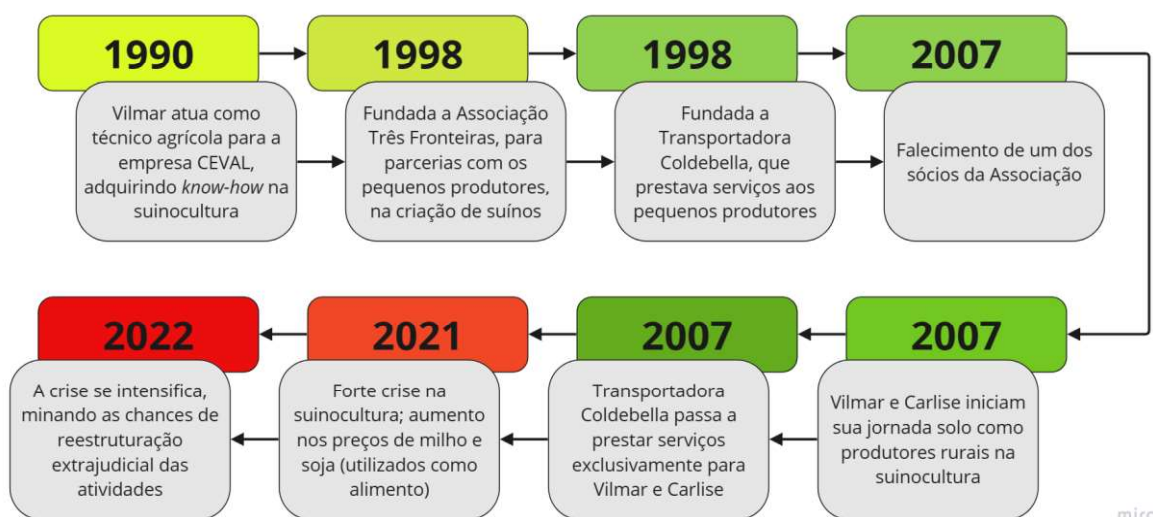 1990
Vilmar atua como
técnico agrícola para a
empresa CEVAL,
adquirindo know-how na
suinocultura
1998
Fundada a Associação
Três Fronteiras, para
parcerias com os
pequenos produtores,
na criação de suínos
1998
Fundada a
Transportadora
Coldebella, que
prestava serviços aos
pequenos produtores
2007
Falecimento de um dos
sócios da Associação
2007
Vilmar e Carlise iniciam
sua jornada solo como
produtores rurais na
suinocultura
2007
Transportadora
Coldebella passa a
prestar serviços
exclusivamente para
Vilmar e Carlise
2021
Forte crise na
suinocultura; aumento
nos preços de milho e
soja (utilizados como
alimento)
2022
A crise se intensifica,
minando as chances de
reestruturação
extrajudicial das
atividades